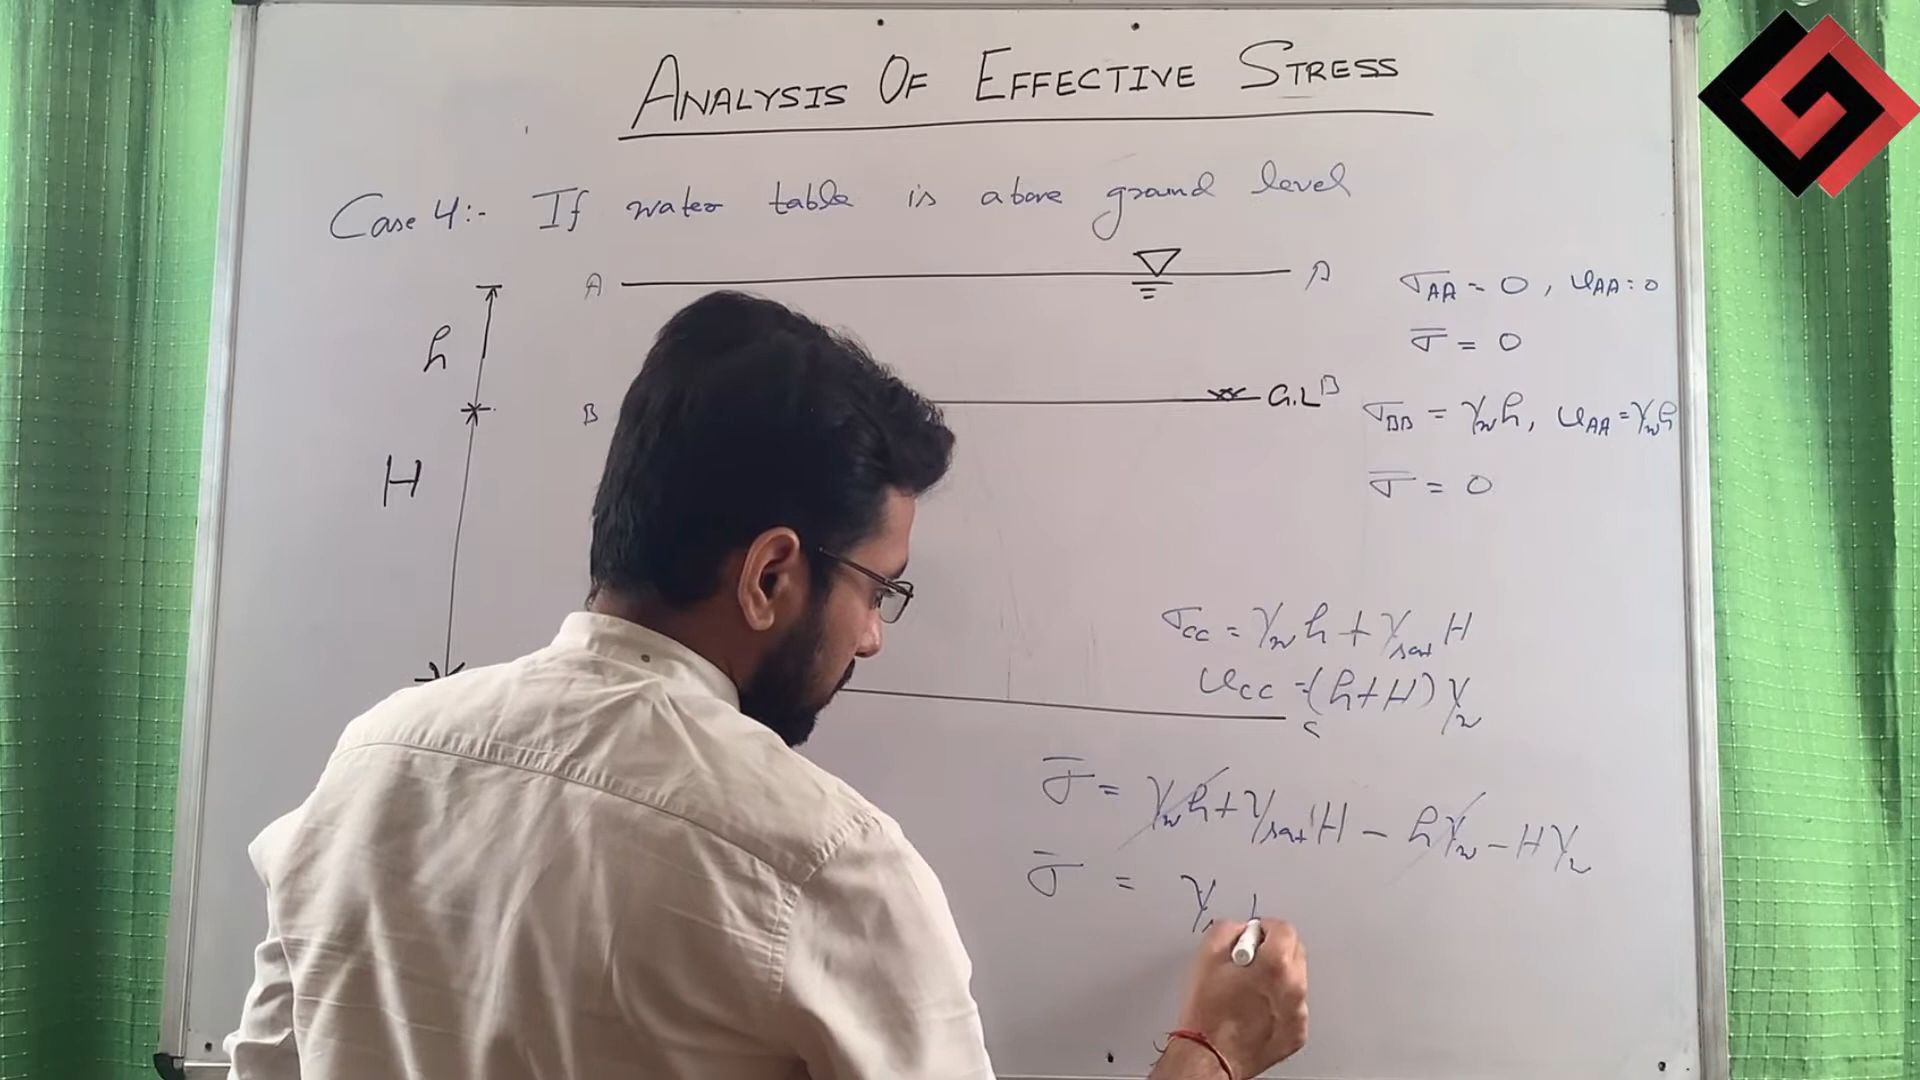 ANALYSIS OF EFFECTIVE STRESS
Case 4:- If water table is above ground level
A A
h
σAA = 0, uAA = 0
σ̄ = 0
B G.L B
σBB = γwh, uAA = γwh
σ̄ = 0
H
σcc = γwh + γsatH
ucc = (h+H)γw
C
σ̄ = γwh + γsatH - hγw - Hγw
σ̄ = γ